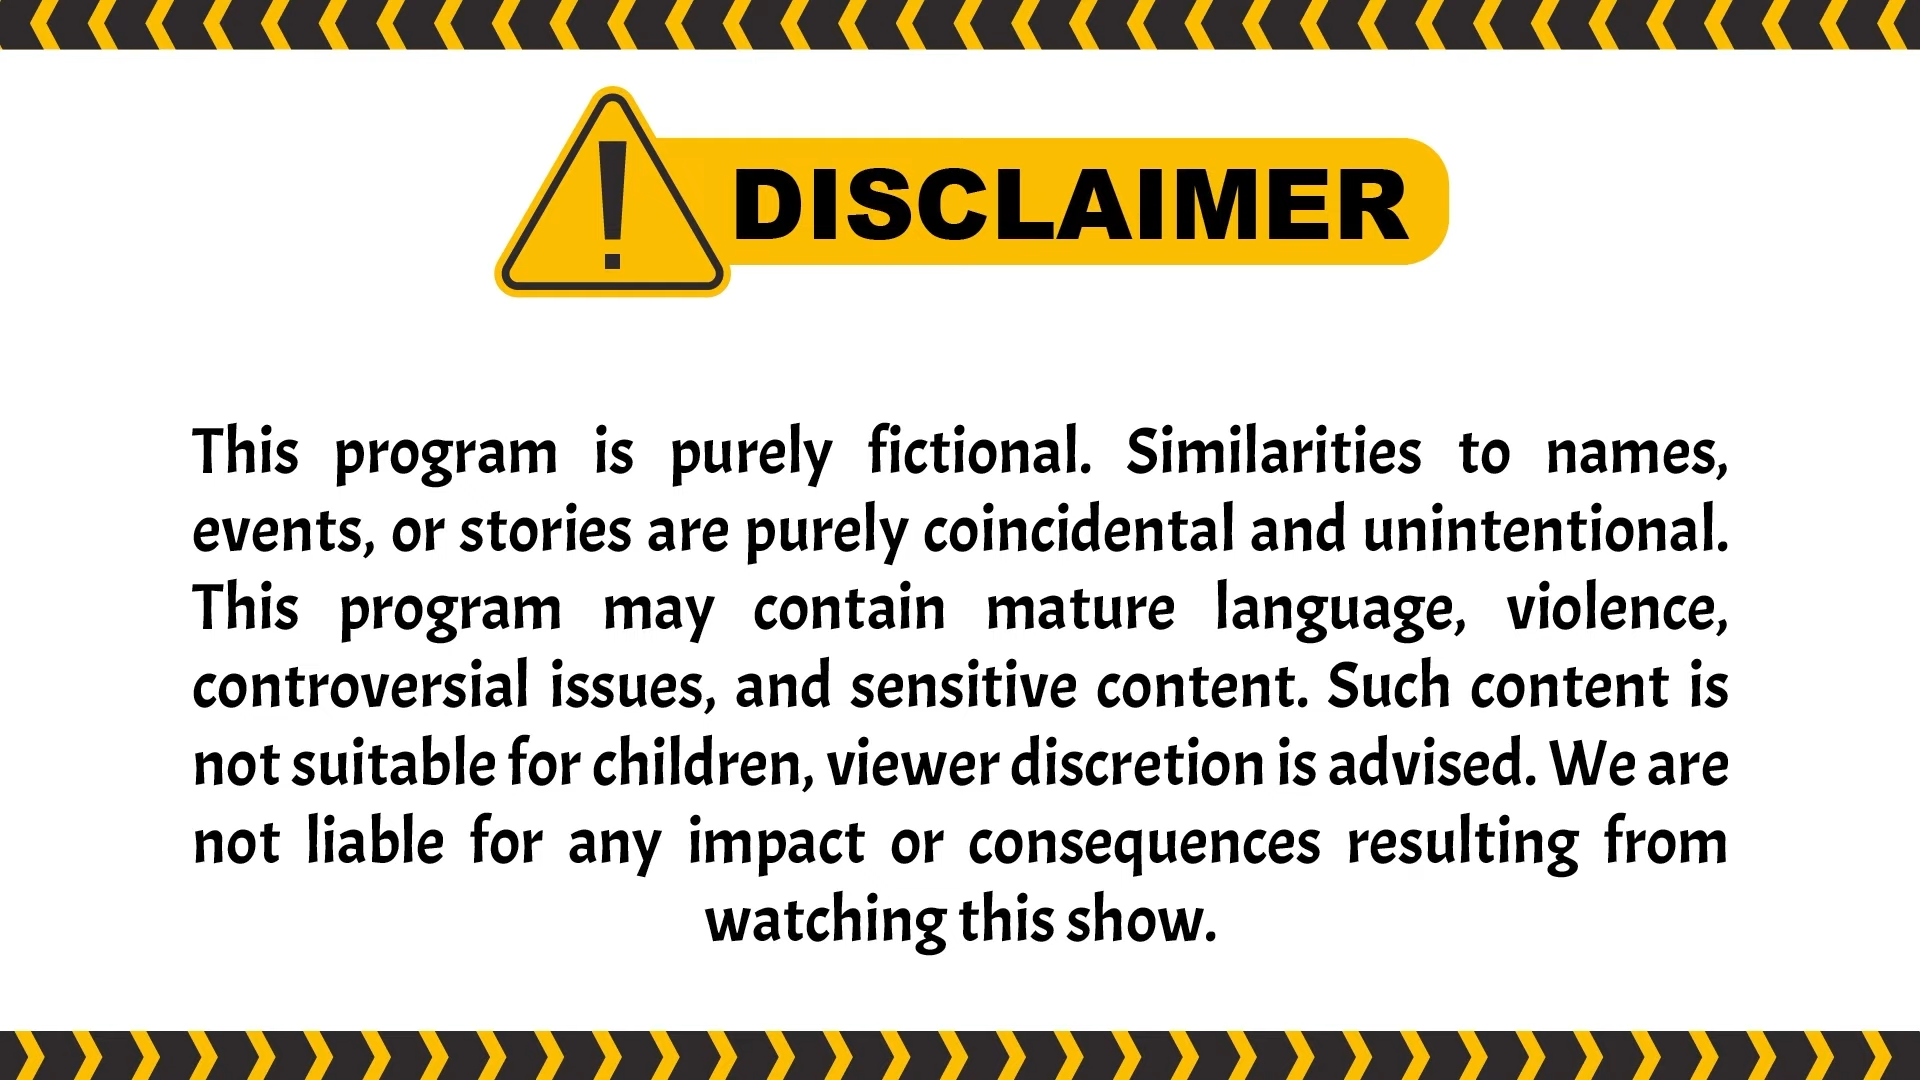 DISCLAIMER
This program is purely fictional. Similarities to names,
events, or stories are purely coincidental and unintentional.
This program may contain mature language, violence,
controversial issues, and sensitive content. Such content is
not suitable for children, viewer discretion is advised. We are
not liable for any impact or consequences resulting from
watching this show.